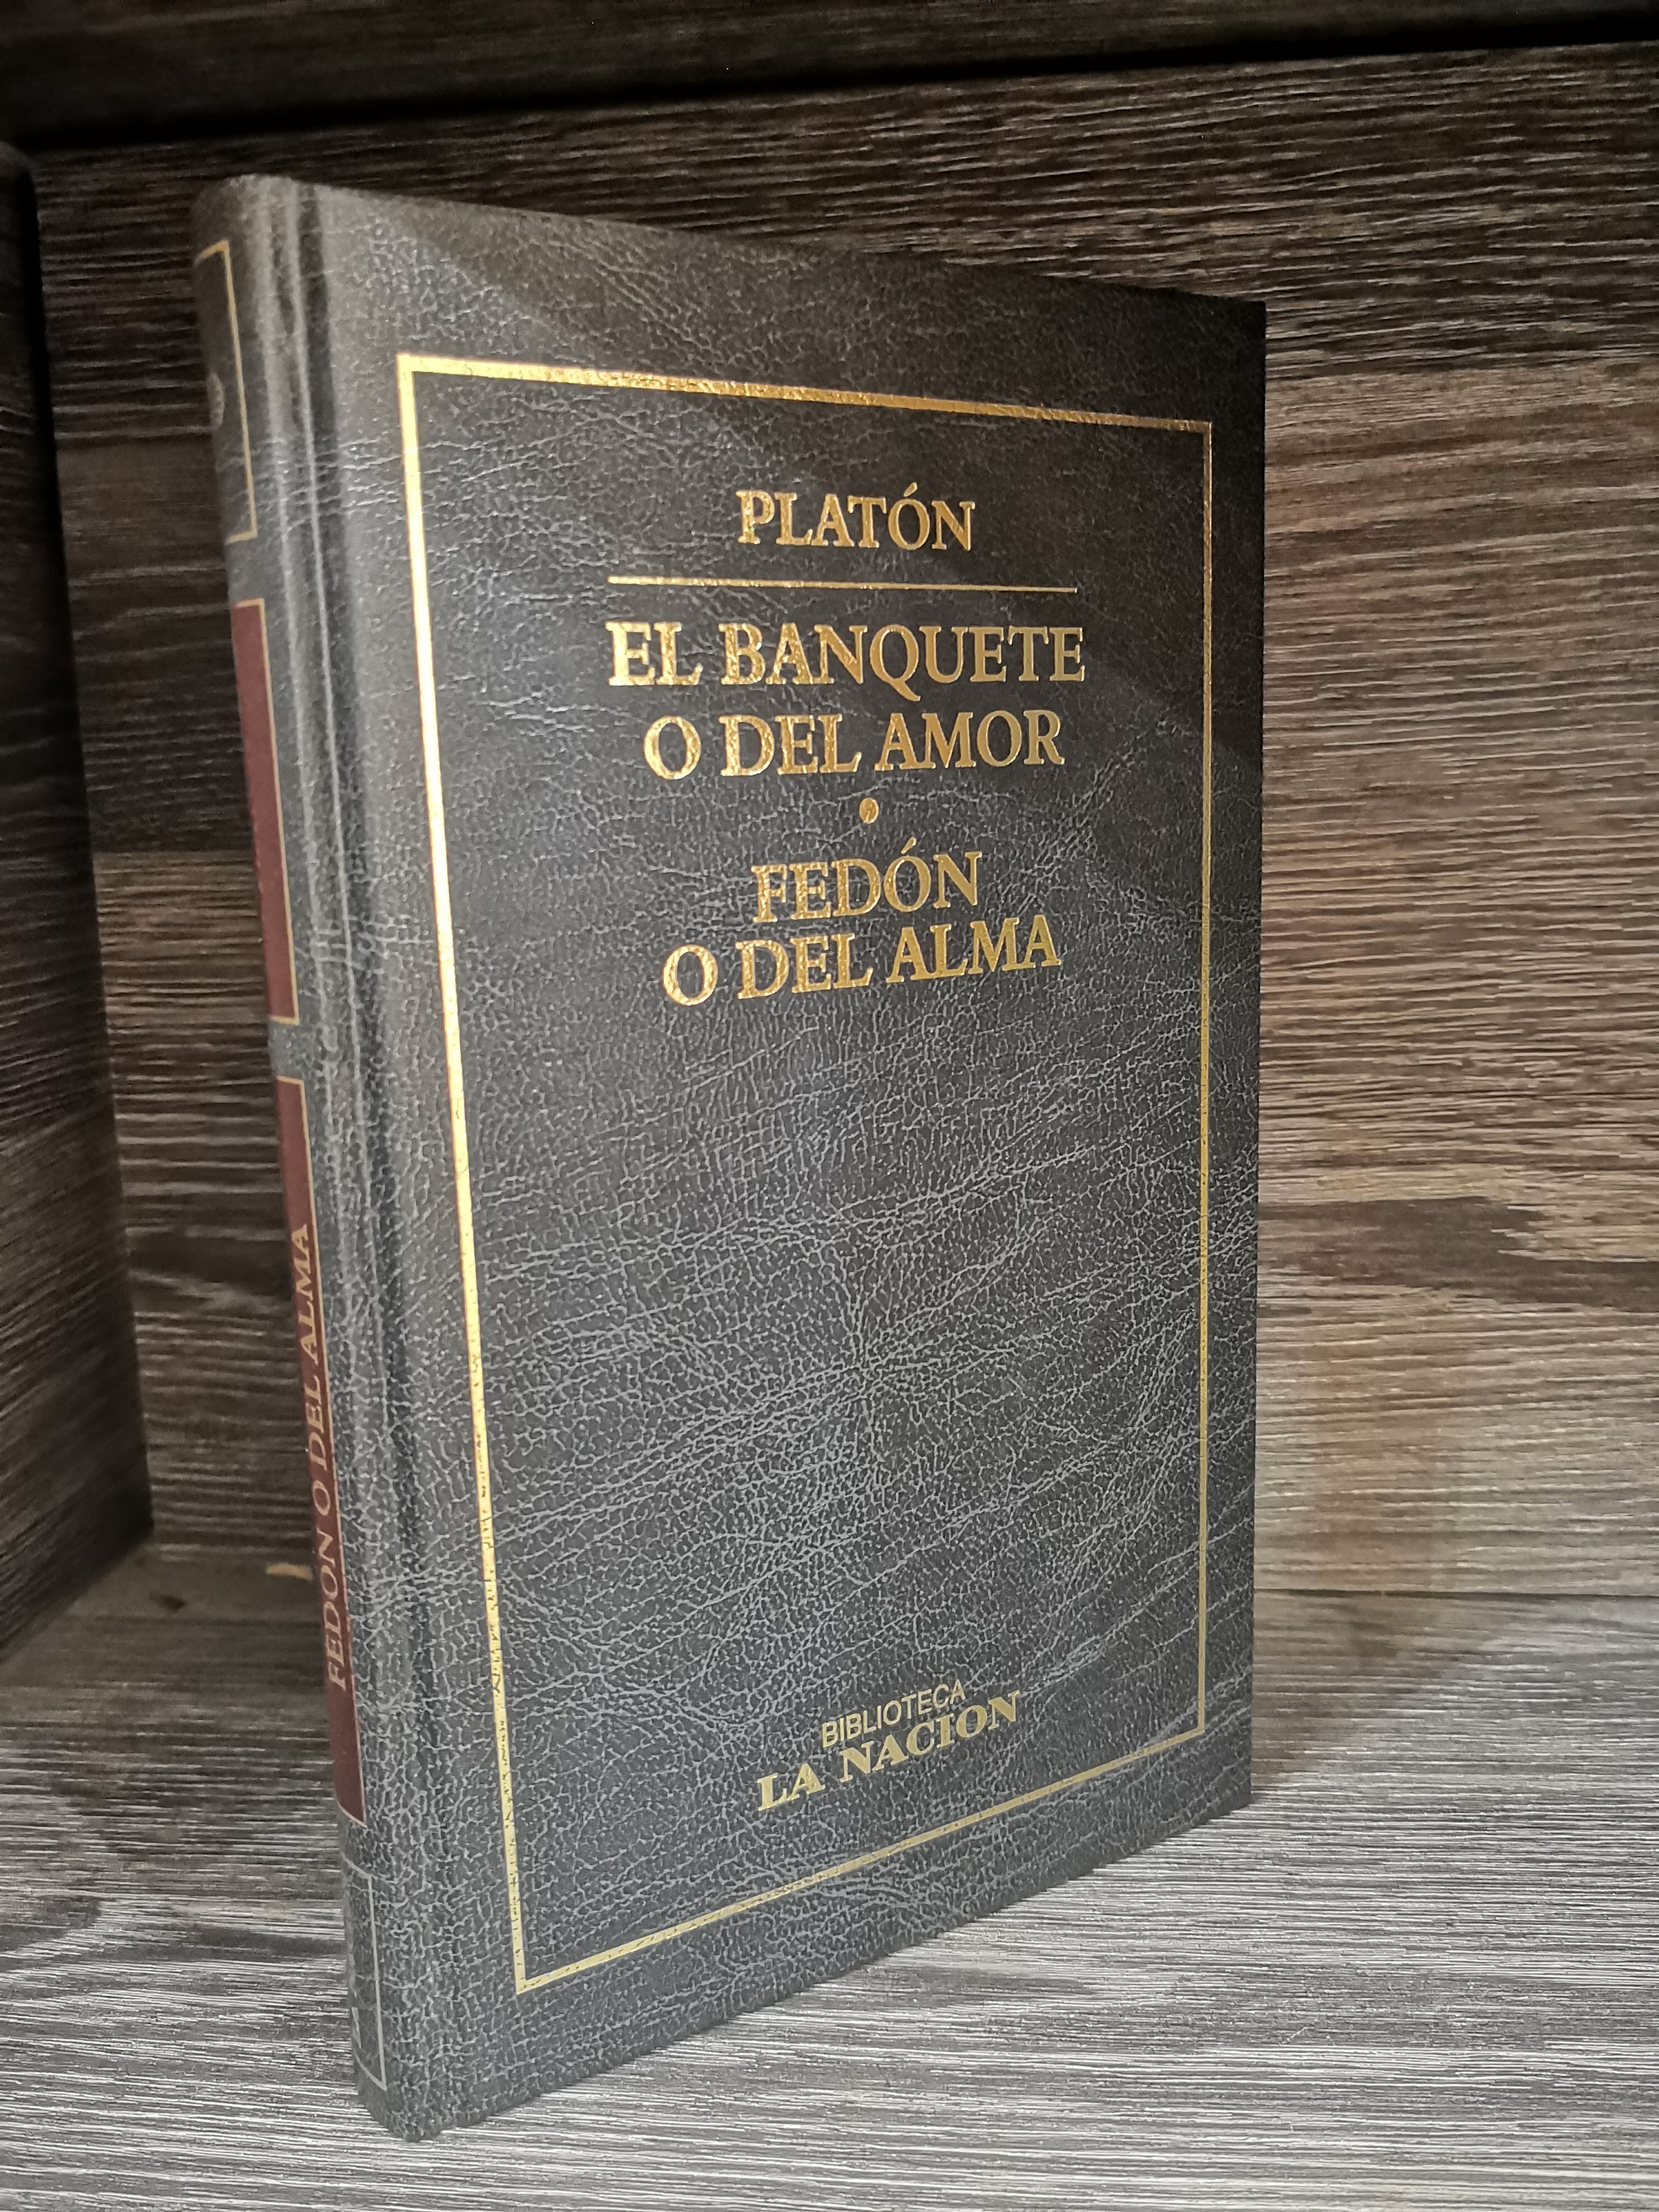 PLATÓN
EL BANQUETE
O DEL AMOR
•
FEDÓN
O DEL ALMA
BIBLIOTECA
LA NACION
FEDÓN O DEL ALMA